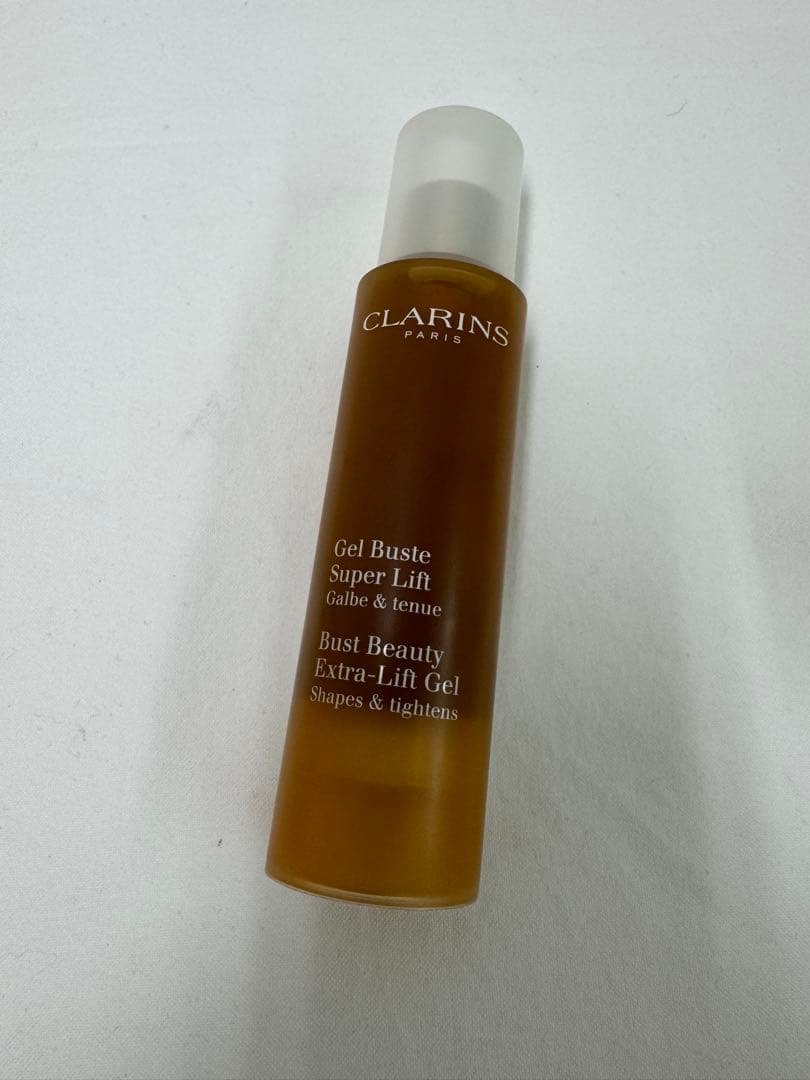 CLARINS
PARIS
Gel Buste
Super Lift
Galbe & tenue
Bust Beauty
Extra-Lift Gel
Shapes & tightens